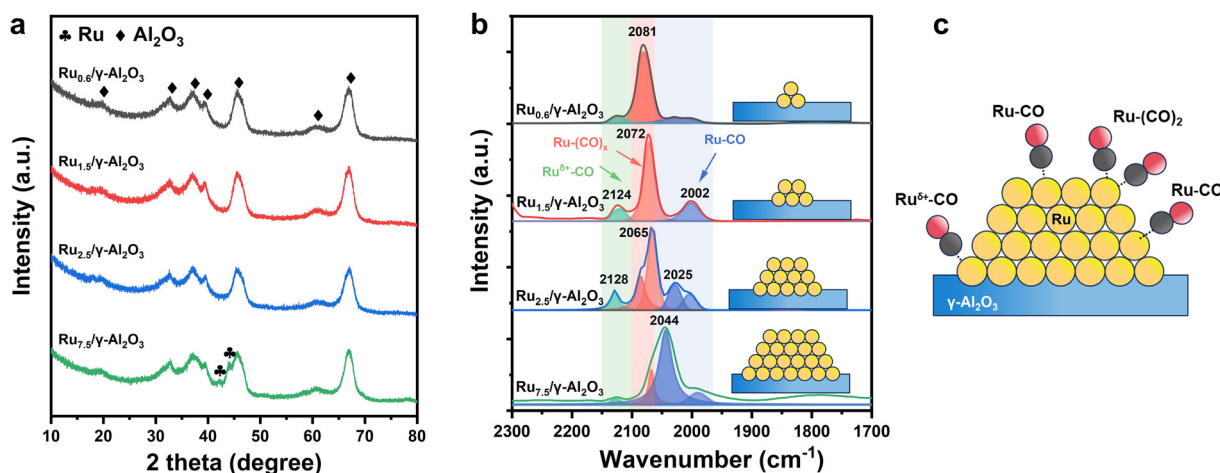 a
♣ Ru ♦ Al₂O₃
Ru₀.₆/γ-Al₂O₃
Ru₁.₅/γ-Al₂O₃
Ru₂.₅/γ-Al₂O₃
Ru₇.₅/γ-Al₂O₃
Intensity (a.u.)
10 20 30 40 50 60 70 80
2 theta (degree)
b
2081
Ru₀.₆/γ-Al₂O₃
2072
Ru-(CO)ₓ
Ru-CO
Ruᵟ⁺-CO
2124
2002
Ru₁.₅/γ-Al₂O₃
2065
2128
2025
Ru₂.₅/γ-Al₂O₃
2044
Ru₇.₅/γ-Al₂O₃
Intensity (a.u.)
2300 2200 2100 2000 1900 1800 1700
Wavenumber (cm⁻¹)
c
Ru-CO
Ru-(CO)₂
Ru-CO
Ruᵟ⁺-CO
Ru
γ-Al₂O₃